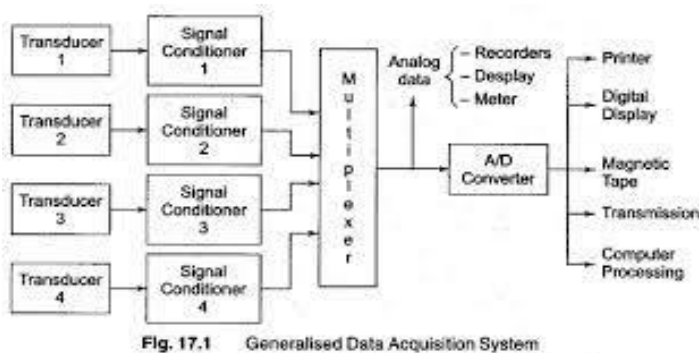 Transducer
1
Signal
Conditioner
1
Transducer
2
Signal
Conditioner
2
Transducer
3
Signal
Conditioner
3
Transducer
4
Signal
Conditioner
4
Multiplexer
Analog
data
– Recorders
– Desplay
– Meter
A/D
Converter
Printer
Digital
Display
Magnetic
Tape
Transmission
Computer
Processing
Fig. 17.1 Generalised Data Acquisition System